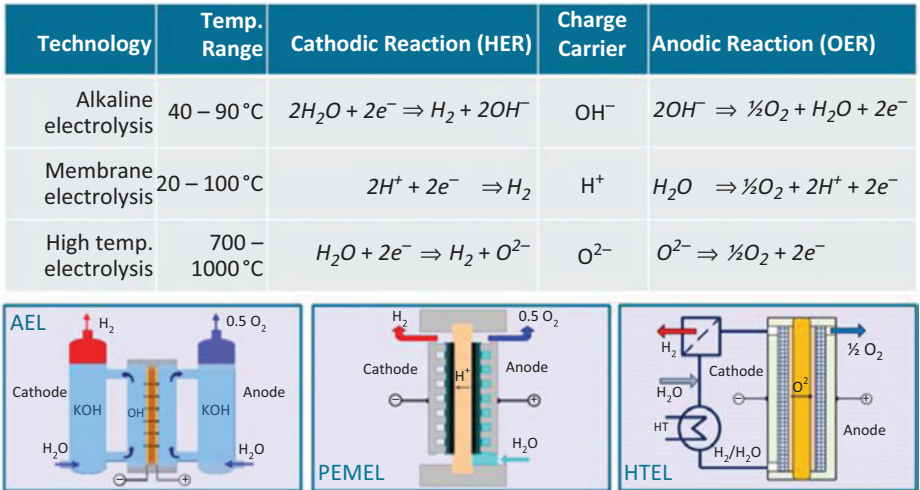 Technology
Temp.
Range
Cathodic Reaction (HER)
Charge
Carrier
Anodic Reaction (OER)
Alkaline
electrolysis
40 – 90 °C
2H₂O + 2e⁻ ⇒ H₂ + 2OH⁻
OH⁻
2OH⁻ ⇒ ½O₂ + H₂O + 2e⁻
Membrane
electrolysis
20 – 100 °C
2H⁺ + 2e⁻ ⇒ H₂
H⁺
H₂O ⇒ ½O₂ + 2H⁺ + 2e⁻
High temp.
electrolysis
700 –
1000 °C
H₂O + 2e⁻ ⇒ H₂ + O²⁻
O²⁻
O²⁻ ⇒ ½O₂ + 2e⁻
AEL
H₂
0.5 O₂
Cathode
Anode
KOH
OH⁻
KOH
H₂O
H₂O
−
+
H₂
0.5 O₂
Cathode
Anode
H⁺
−
+
H₂O
PEMEL
H₂
½ O₂
Cathode
H₂O
O²
−
+
HT
Anode
H₂/H₂O
HTEL